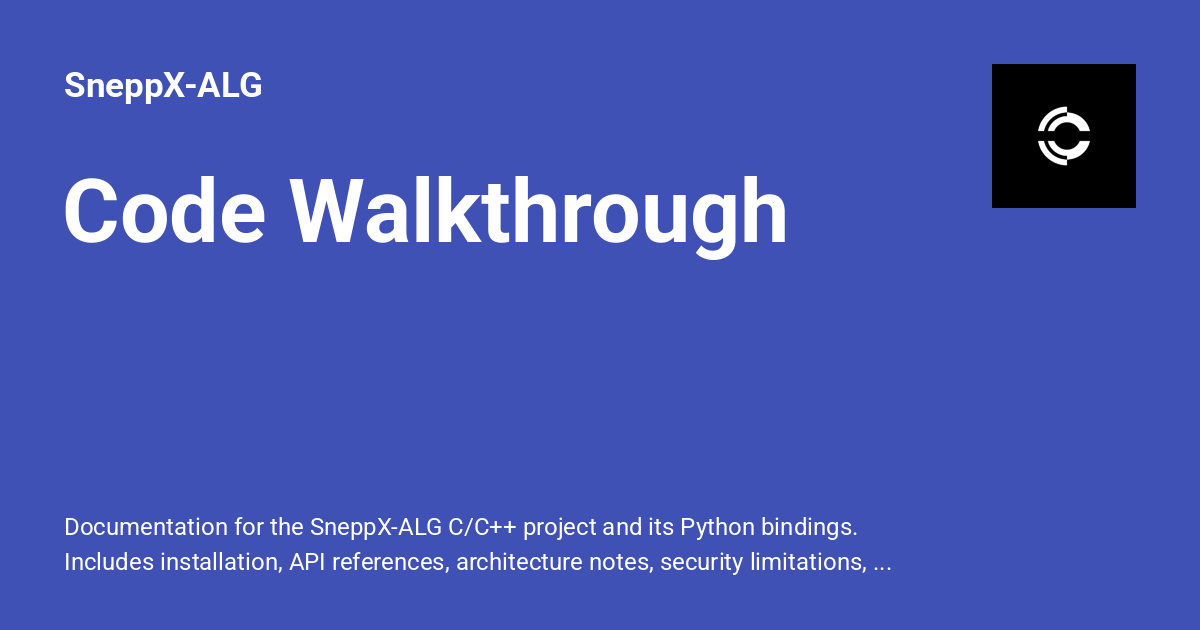 SneppX-ALG
Code Walkthrough
Documentation for the SneppX-ALG C/C++ project and its Python bindings.
Includes installation, API references, architecture notes, security limitations, ...